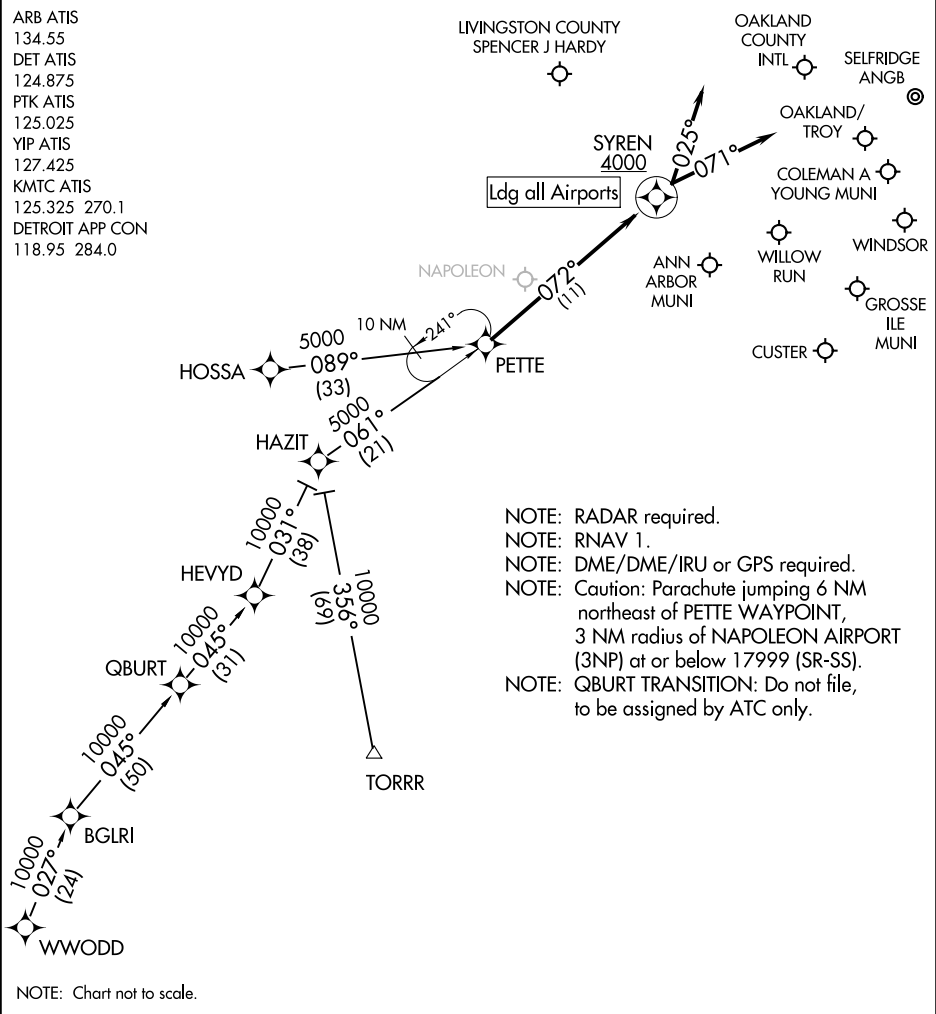 ARB ATIS
134.55
DET ATIS
124.875
PTK ATIS
125.025
YIP ATIS
127.425
KMTC ATIS
125.325 270.1
DETROIT APP CON
118.95 284.0
LIVINGSTON COUNTY
SPENCER J HARDY
OAKLAND
COUNTY
INTL
SELFRIDGE
ANGB
OAKLAND/
TROY
COLEMAN A
YOUNG MUNI
WINDSOR
WILLOW
RUN
ANN
ARBOR
MUNI
GROSSE
ILE
MUNI
CUSTER
SYREN
4000
Ldg all Airports
025°
071°
NAPOLEON
072°
(11)
10 NM
241°
PETTE
HOSSA
5000
089°
(33)
HAZIT
5000
061°
(21)
10000
031°
(38)
HEVYD
10000
356°
(69)
TORRR
10000
045°
(31)
QBURT
10000
045°
(50)
BGLRI
10000
027°
(24)
WWODD
NOTE: RADAR required.
NOTE: RNAV 1.
NOTE: DME/DME/IRU or GPS required.
NOTE: Caution: Parachute jumping 6 NM
northeast of PETTE WAYPOINT,
3 NM radius of NAPOLEON AIRPORT
(3NP) at or below 17999 (SR-SS).
NOTE: QBURT TRANSITION: Do not file,
to be assigned by ATC only.
NOTE: Chart not to scale.